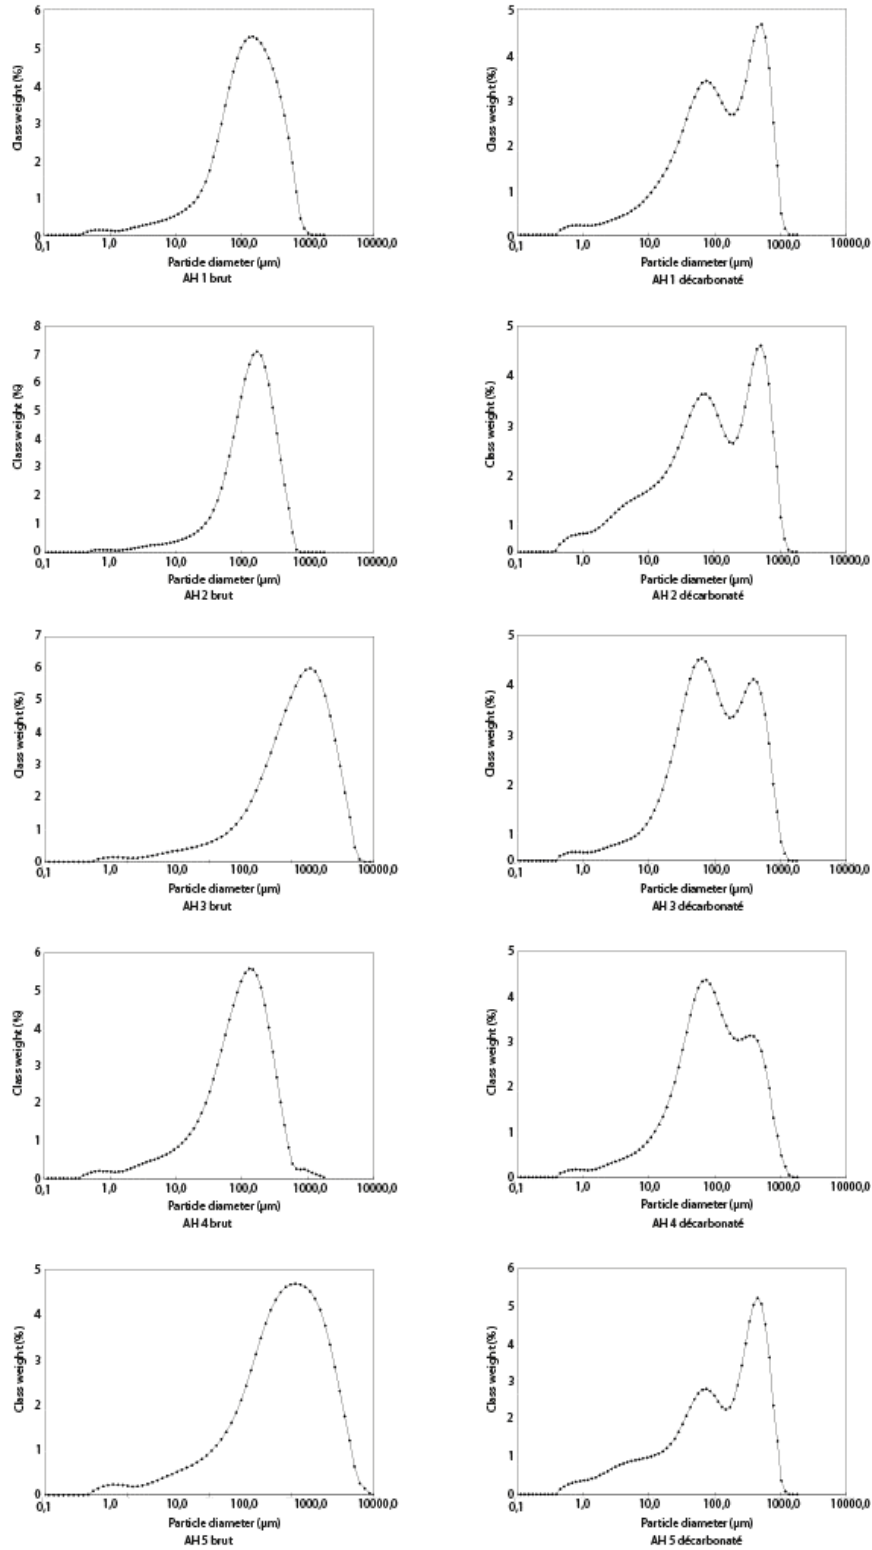 6
5
4
3
2
1
0
Class weight (%)
0,1 1,0 10,0 100,0 1000,0 10000,0
Particle diameter (µm)
AH 1 brut
5
4
3
2
1
0
Class weight (%)
0,1 1,0 10,0 100,0 1000,0 10000,0
Particle diameter (µm)
AH 1 décarbonaté
8
7
6
5
4
3
2
1
0
Class weight (%)
0,1 1,0 10,0 100,0 1000,0 10000,0
Particle diameter (µm)
AH 2 brut
5
4
3
2
1
0
Class weight (%)
0,1 1,0 10,0 100,0 1000,0 10000,0
Particle diameter (µm)
AH 2 décarbonaté
7
6
5
4
3
2
1
0
Class weight (%)
0,1 1,0 10,0 100,0 1000,0 10000,0
Particle diameter (µm)
AH 3 brut
5
4
3
2
1
0
Class weight (%)
0,1 1,0 10,0 100,0 1000,0 10000,0
Particle diameter (µm)
AH 3 décarbonaté
6
5
4
3
2
1
0
Class weight (%)
0,1 1,0 10,0 100,0 1000,0 10000,0
Particle diameter (µm)
AH 4 brut
5
4
3
2
1
0
Class weight (%)
0,1 1,0 10,0 100,0 1000,0 10000,0
Particle diameter (µm)
AH 4 décarbonaté
5
4
3
2
1
0
Class weight (%)
0,1 1,0 10,0 100,0 1000,0 10000,0
Particle diameter (µm)
AH 5 brut
6
5
4
3
2
1
0
Class weight (%)
0,1 1,0 10,0 100,0 1000,0 10000,0
Particle diameter (µm)
AH 5 décarbonaté